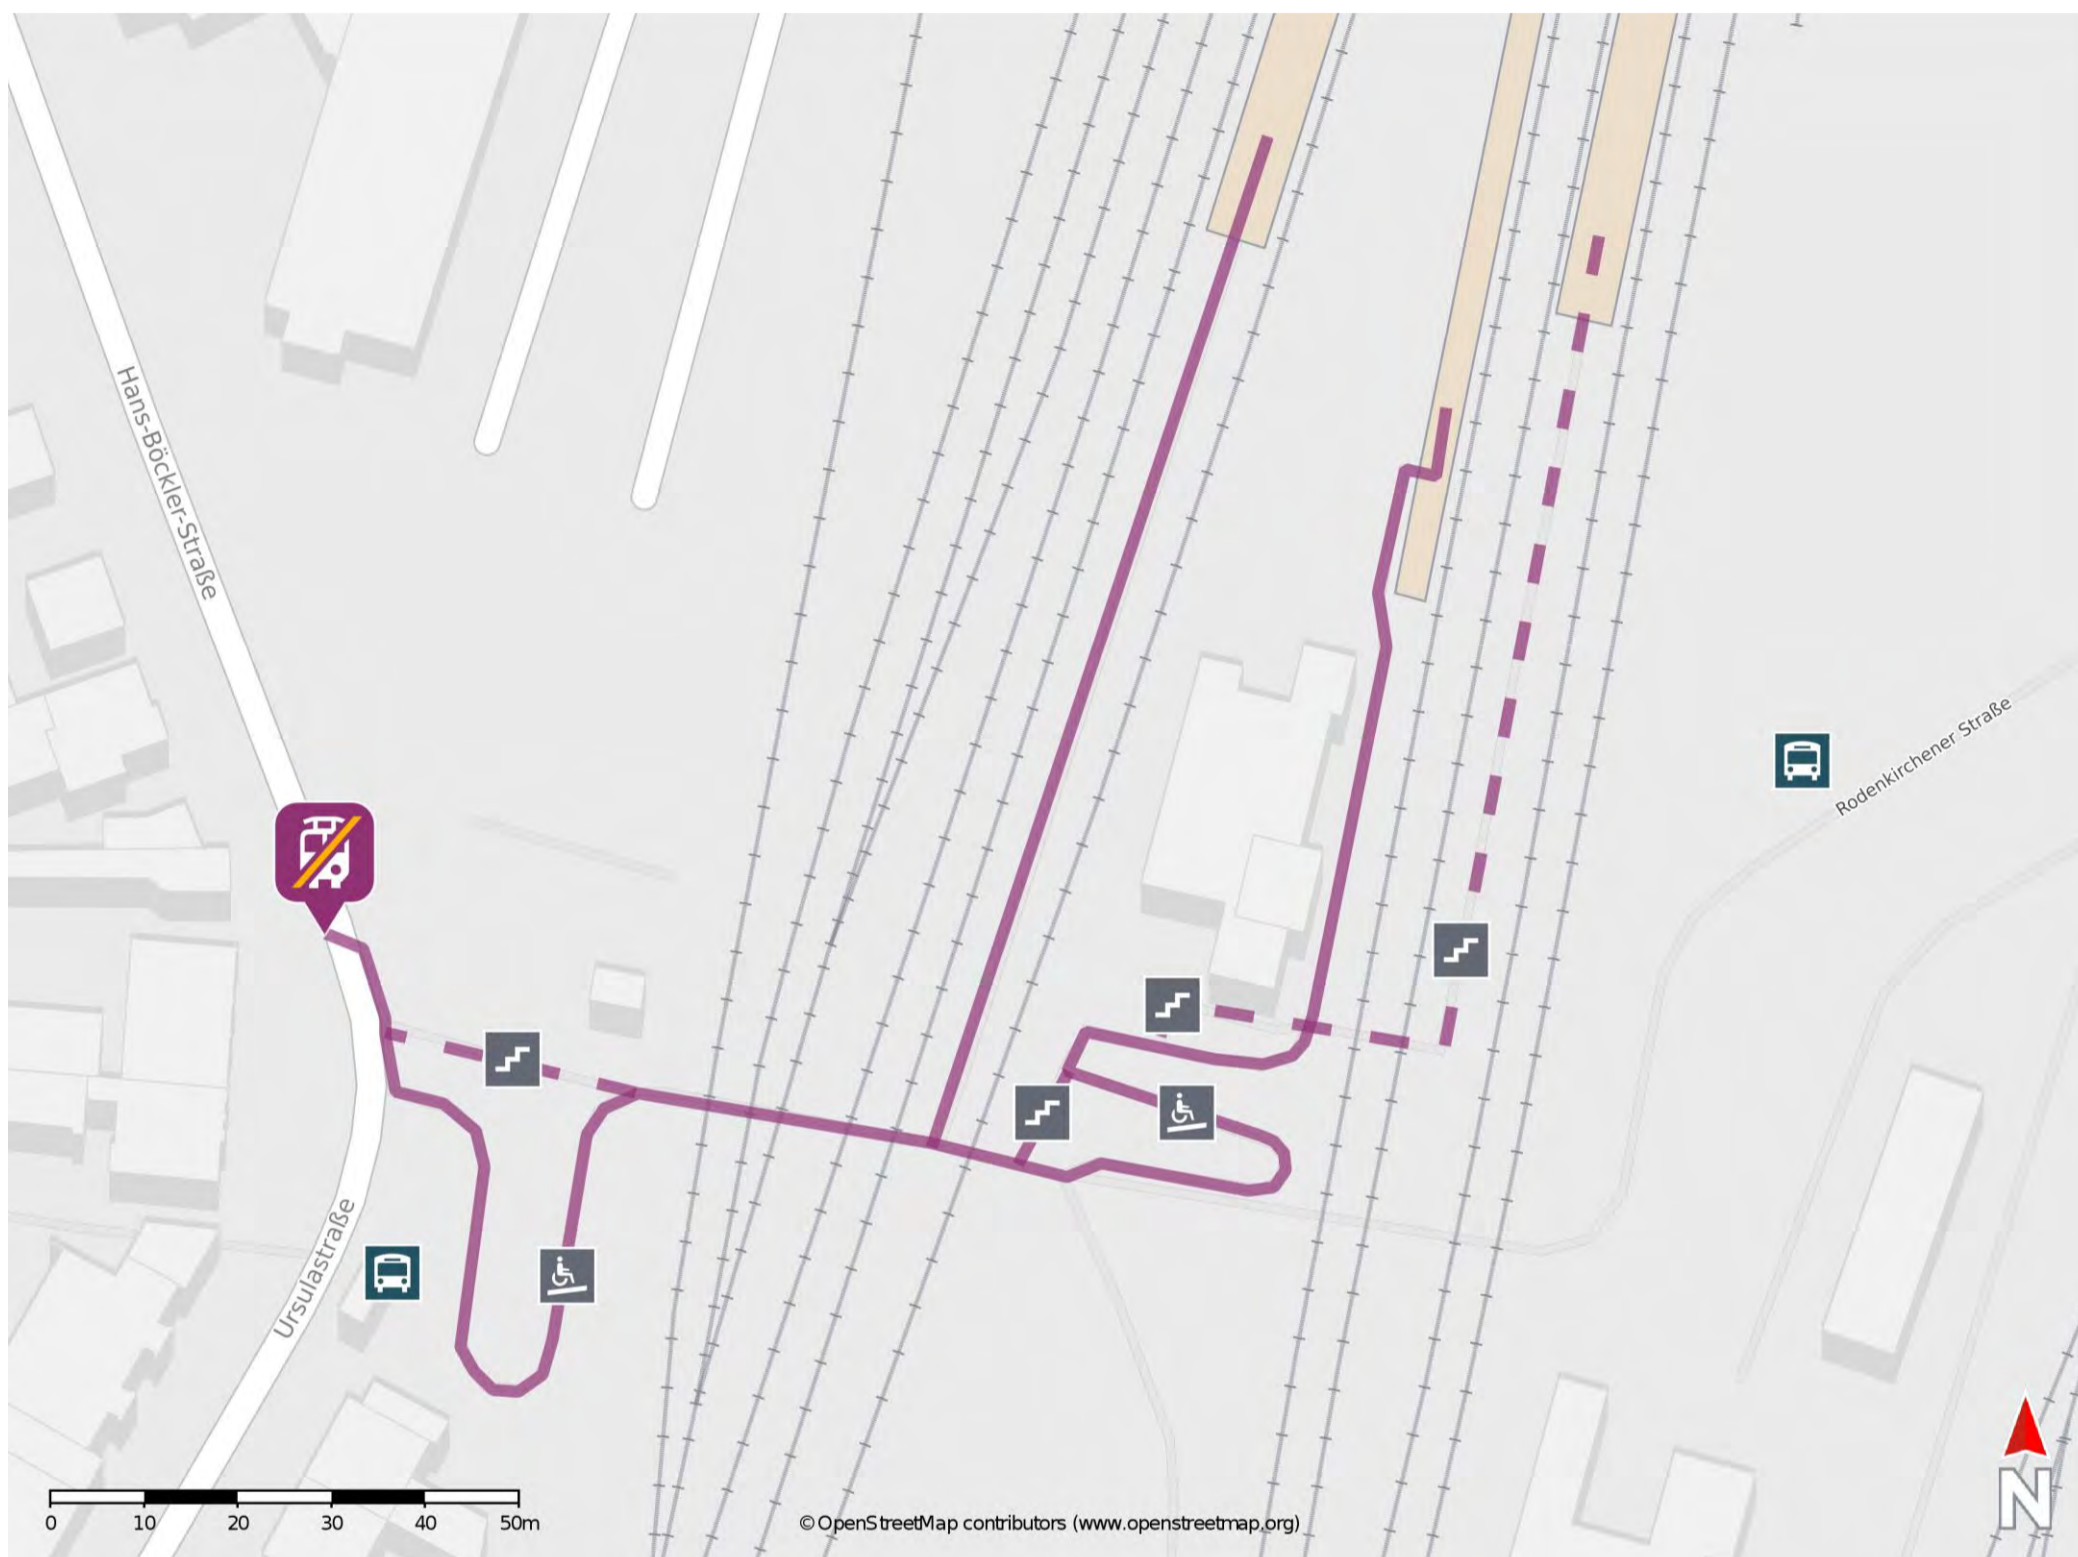 Hans-Böckler-Straße
Rodenkirchener Straße
Ursulastraße
0 10 20 30 40 50m
©OpenStreetMap contributors (www.openstreetmap.org)
N